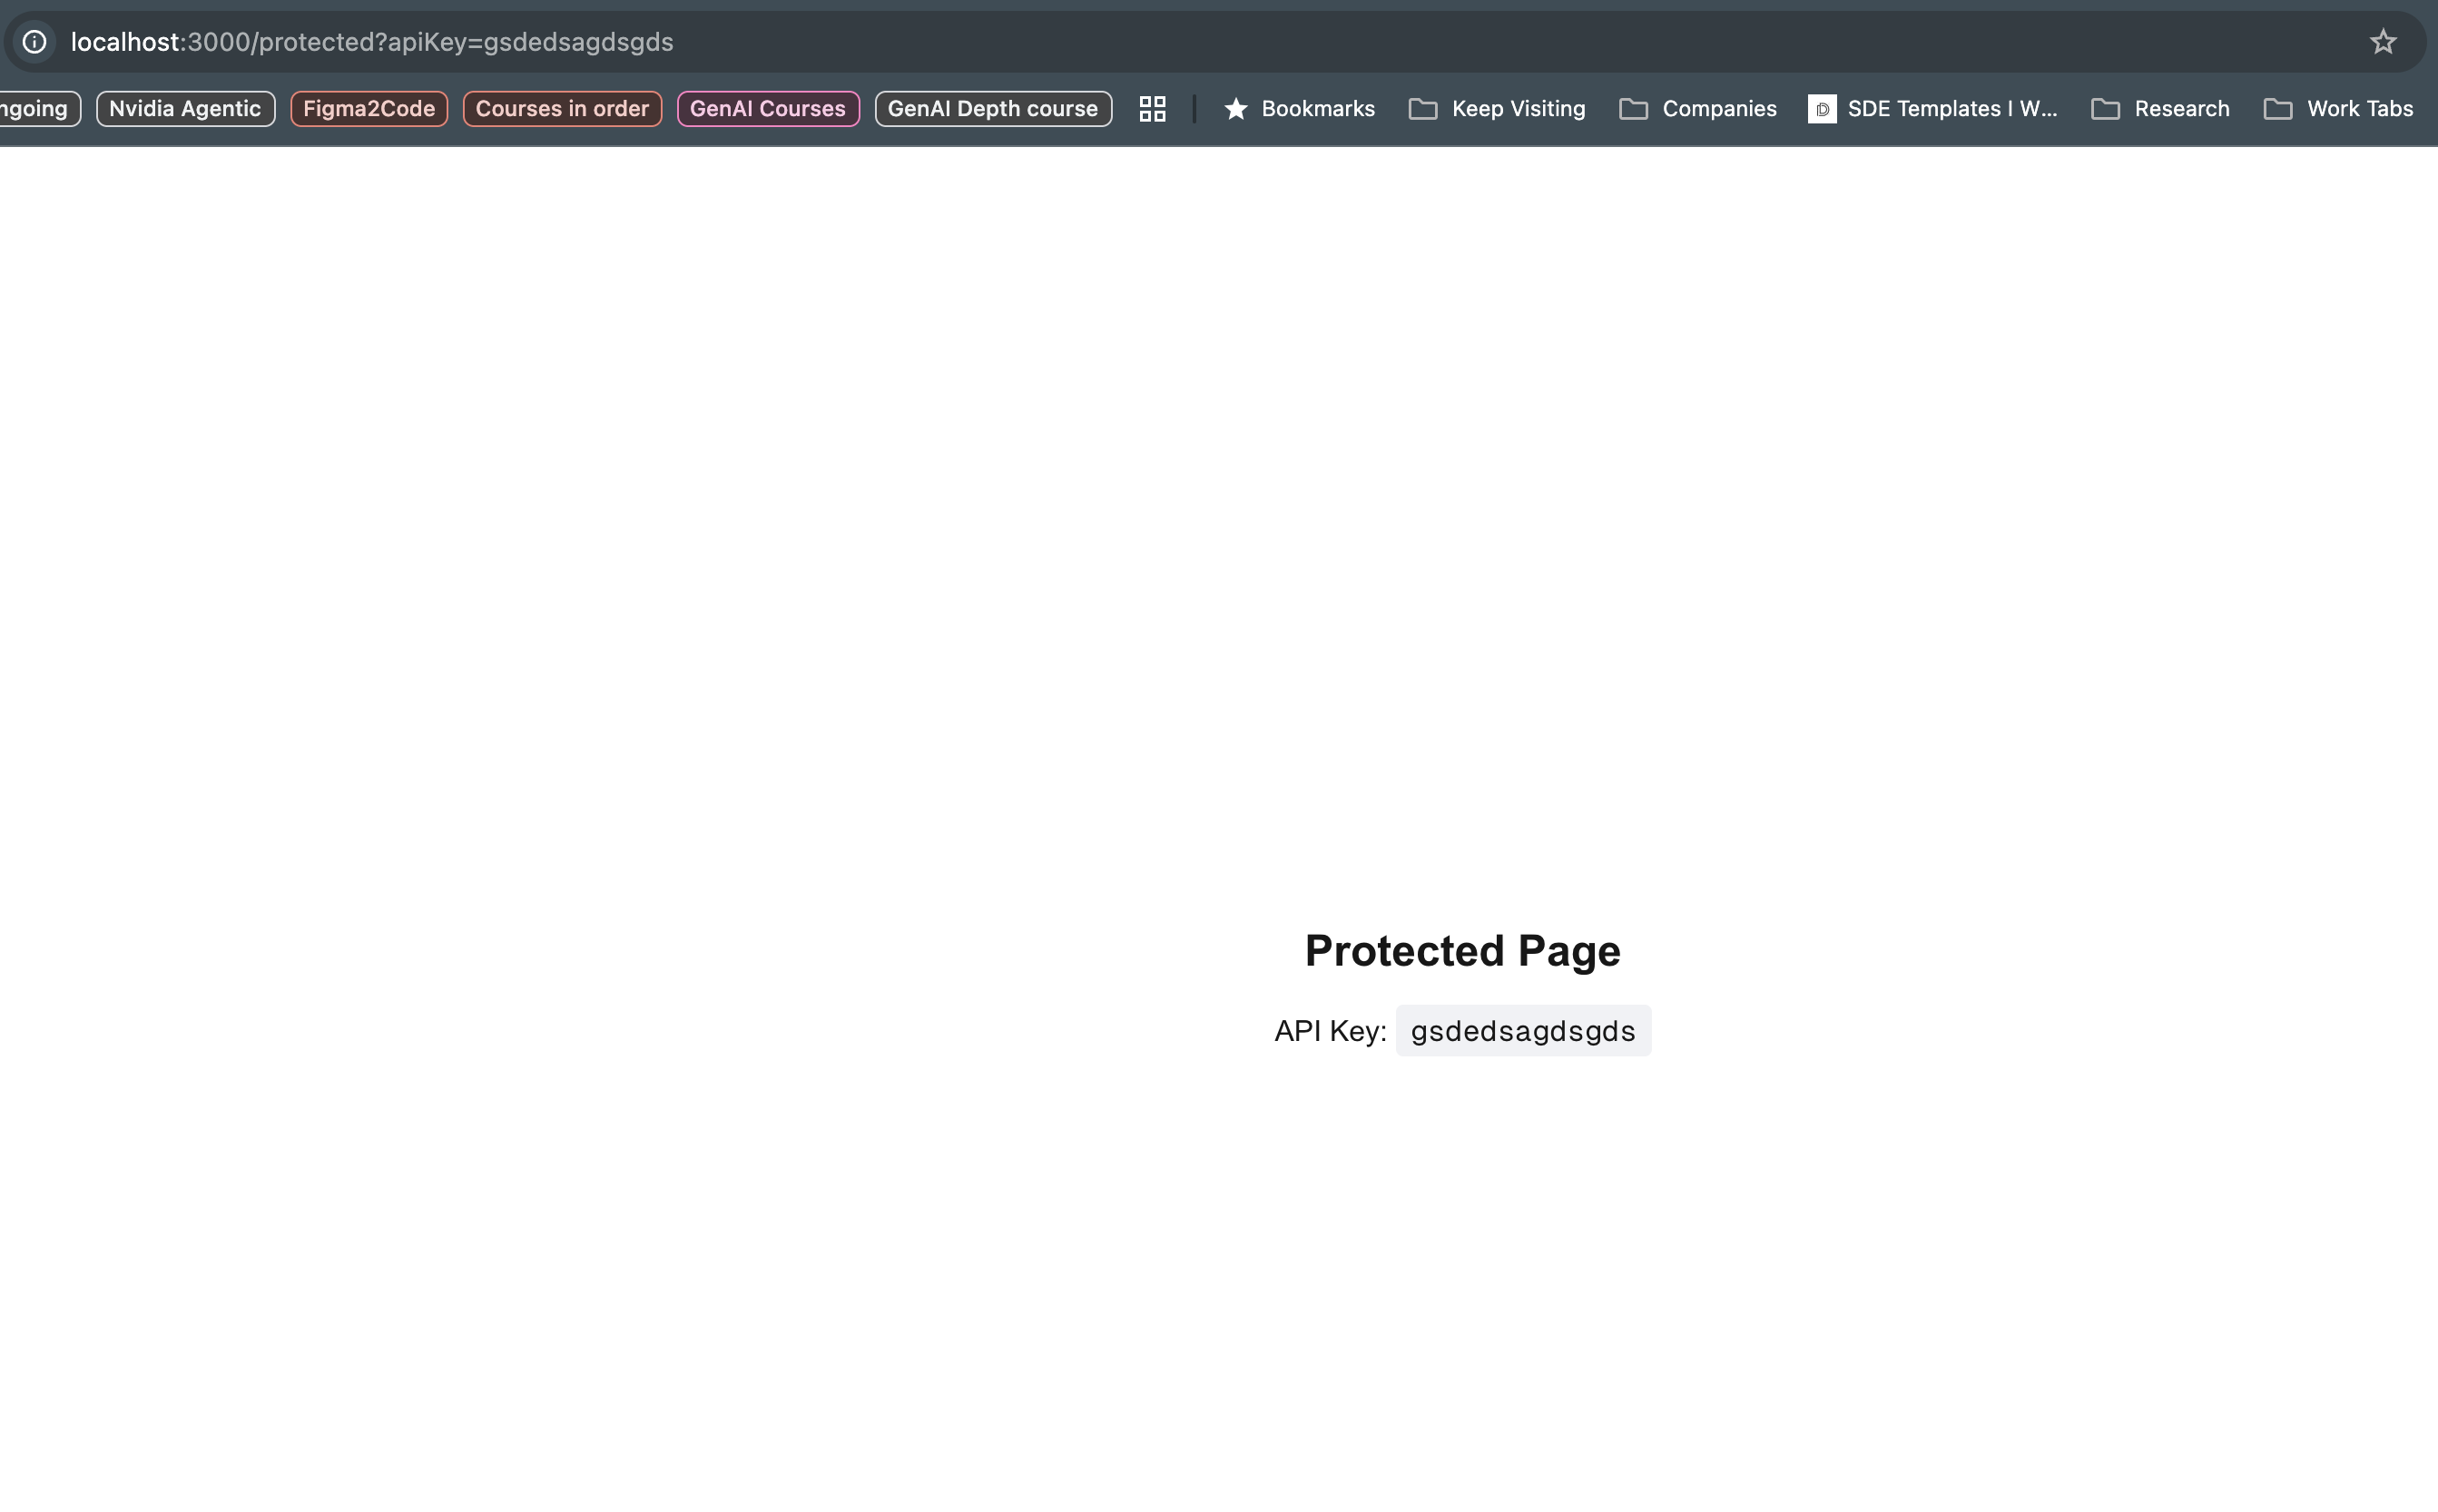 localhost:3000/protected?apiKey=gsdedsagdsgds
ngoing Nvidia Agentic Figma2Code Courses in order GenAI Courses GenAI Depth course Bookmarks Keep Visiting Companies SDE Templates I W... Research Work Tabs
Protected Page
API Key: gsdedsagdsgds